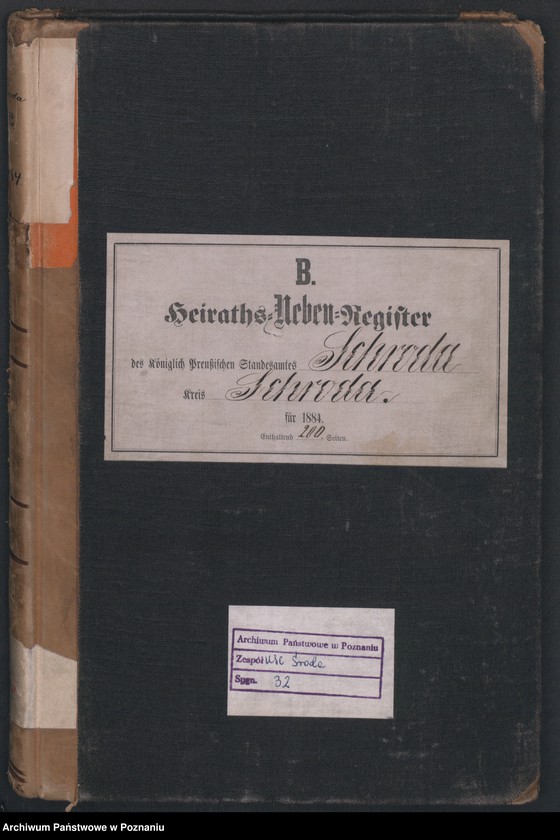 B.
Heiraths-Neben-Register
des Königlich Preußischen Standesamtes Schroda
Kreis Schroda.
für 1884.
Enthaltend 200. Seiten.
Archiwum Państwowe w Poznaniu
Zespół USC Środa
Sygn. 32
Archiwum Państwowe w Poznaniu